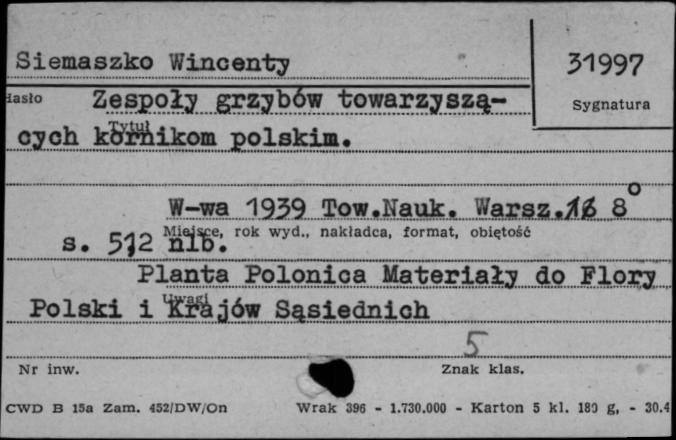 Siemaszko Wincenty
31997
Hasło
Sygnatura
Zespoły grzybów towarzyszą-
Tytuł
cych kornikom polskim.
W-wa 1939 Tow.Nauk. Warsz. 8°
Miejsce, rok wyd., nakładca, format, objętość
s. 5,2 nlb.
Planta Polonica Materiały do Flory
Uwagi
Polski i Krajów Sąsiednich
5
Nr inw.
Znak klas.
CWD B 15a Zam. 452/DW/On
Wrak 396 - 1.730.000 - Karton 5 kl. 180 g, - 30.4